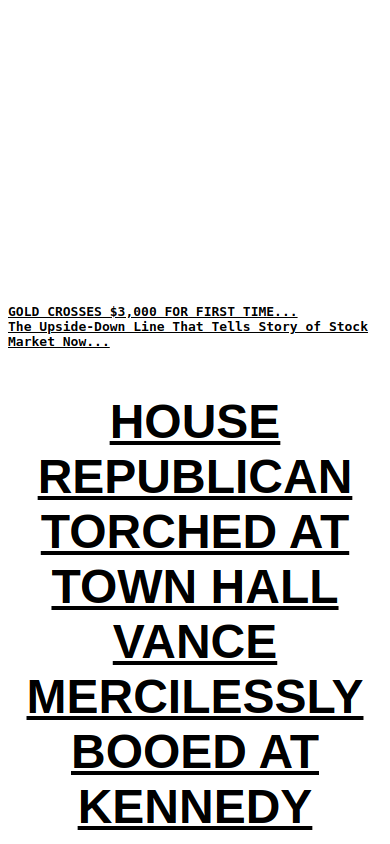 GOLD CROSSES $3,000 FOR FIRST TIME...
The Upside-Down Line That Tells Story of Stock
Market Now...
HOUSE
REPUBLICAN
TORCHED AT
TOWN HALL
VANCE
MERCILESSLY
BOOED AT
KENNEDY